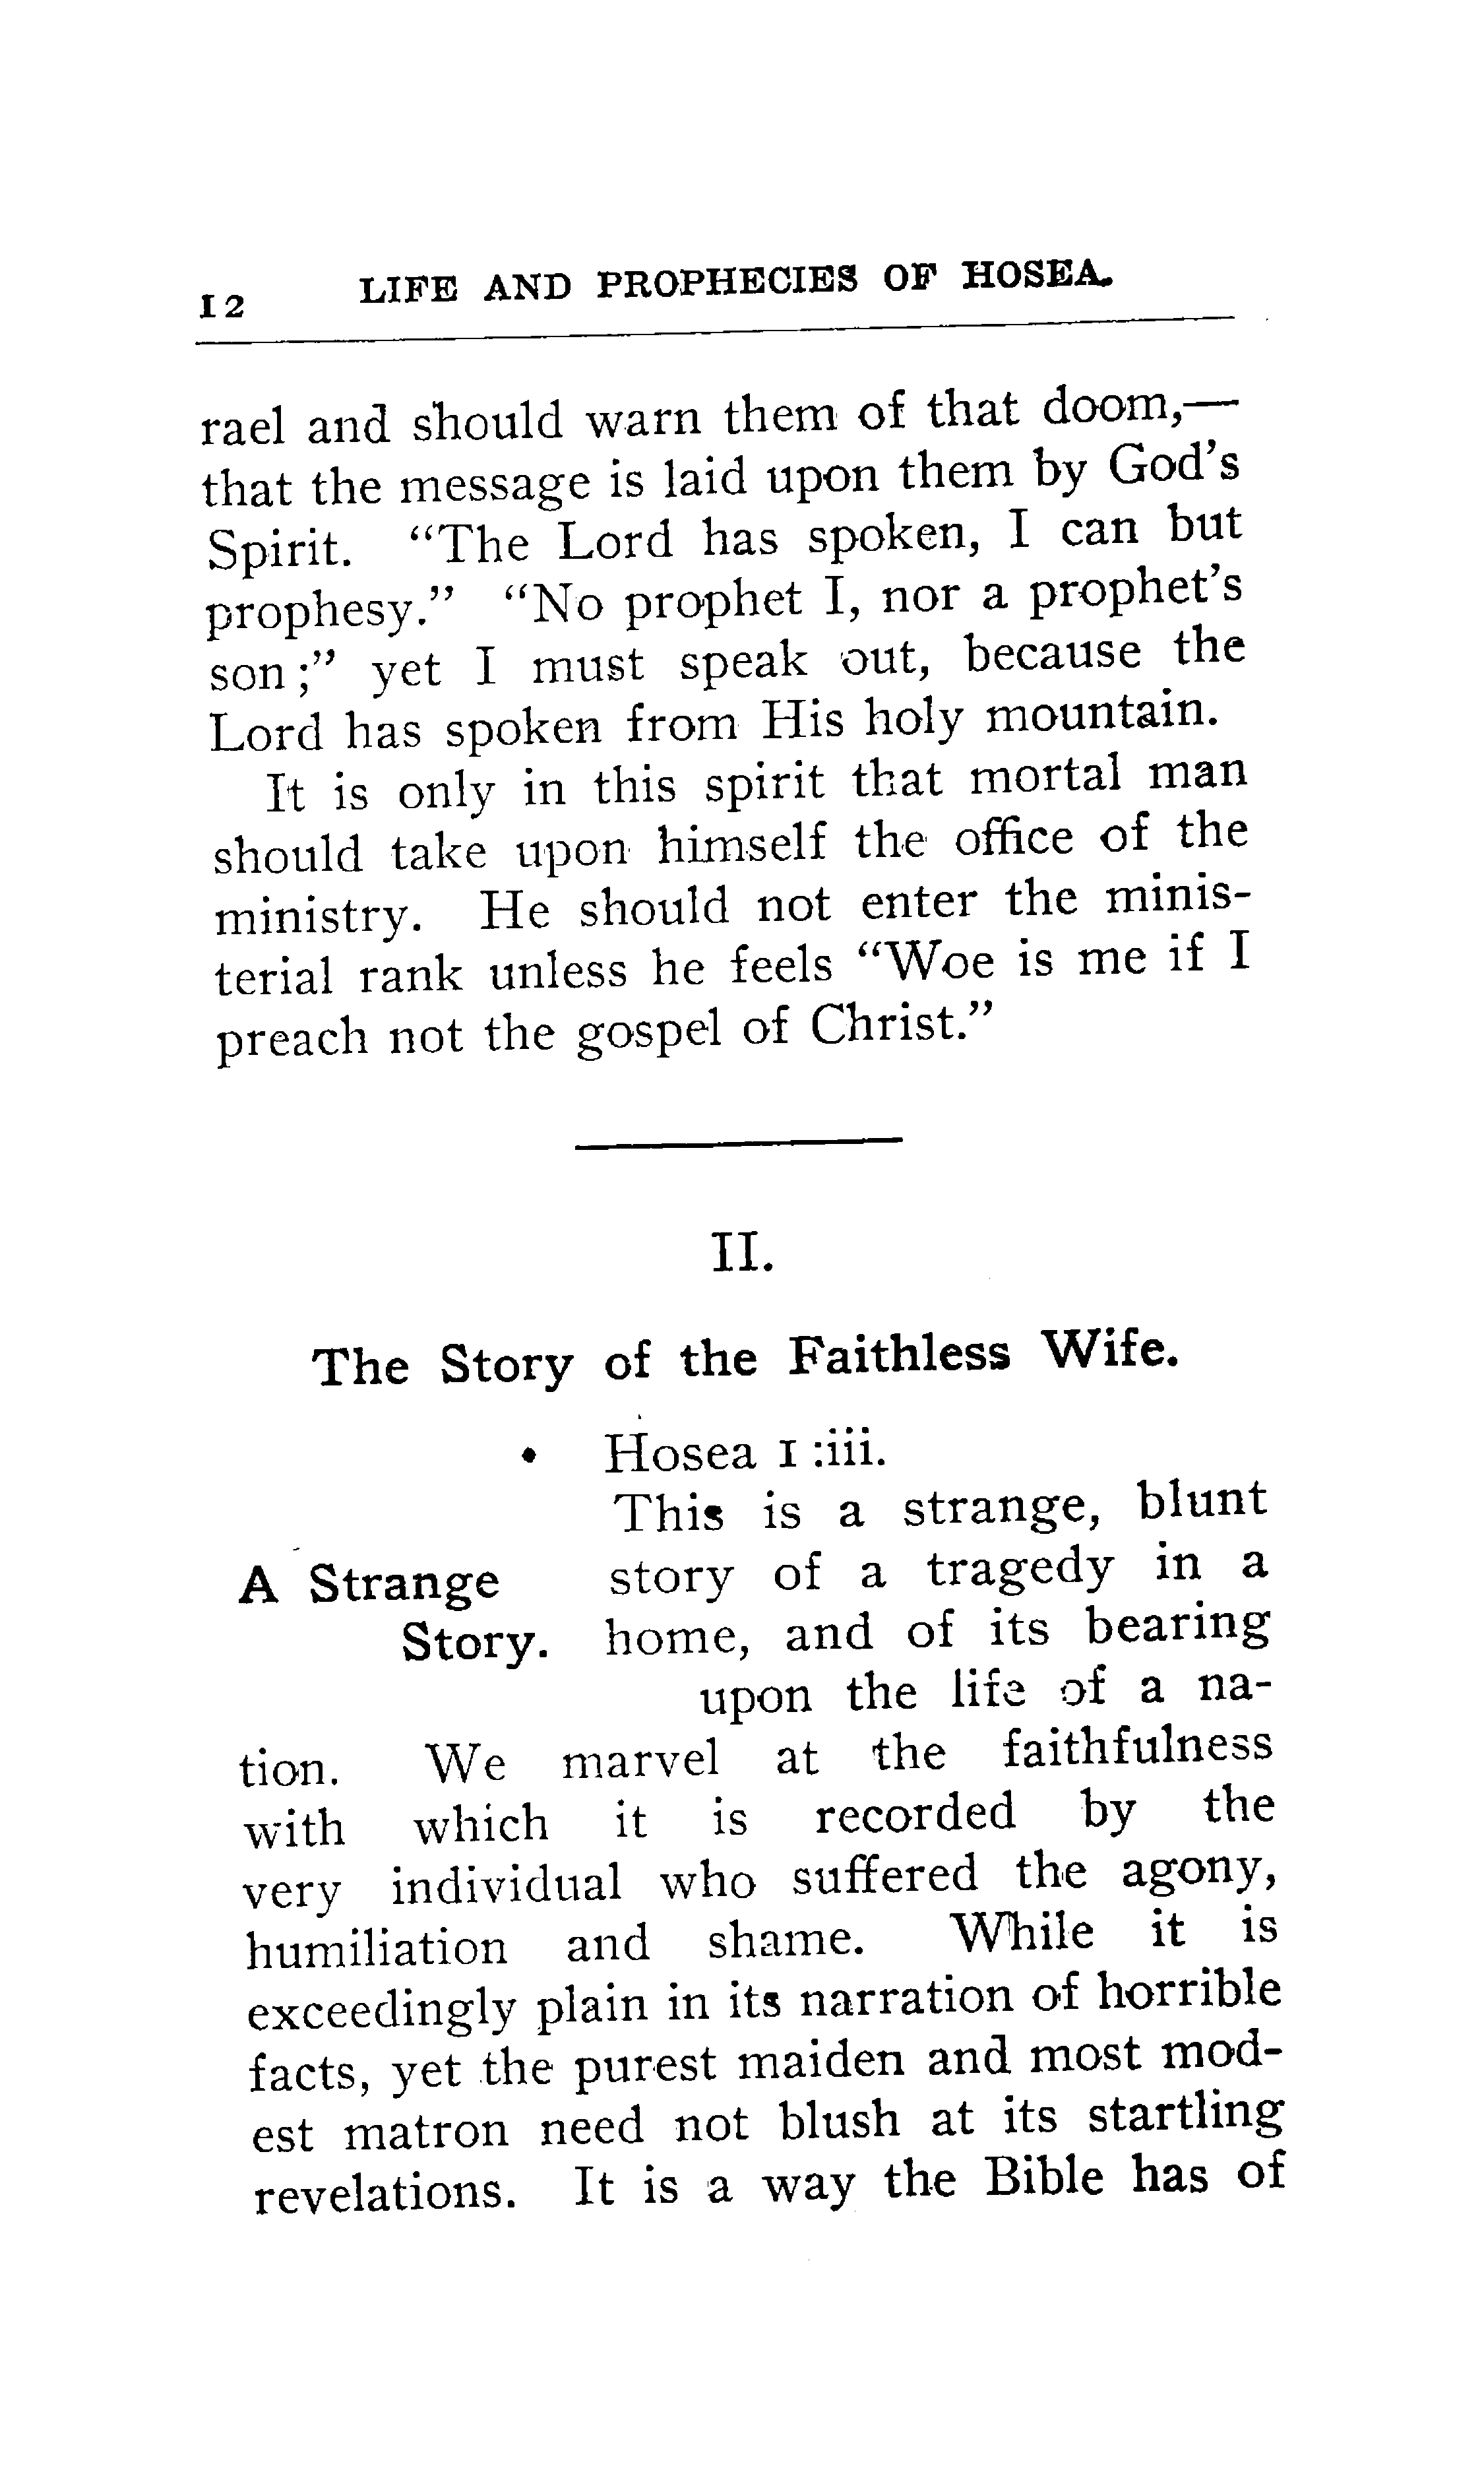 12 LIFE AND PROPHECIES OF HOSEA.
rael and should warn them of that doom,—
that the message is laid upon them by God's
Spirit. "The Lord has spoken, I can but
prophesy." "No prophet I, nor a prophet's
son;" yet I must speak out, because the
Lord has spoken from His holy mountain.
It is only in this spirit that mortal man
should take upon himself the office of the
ministry. He should not enter the minis-
terial rank unless he feels "Woe is me if I
preach not the gospel of Christ."
II.
The Story of the Faithless Wife.
Hosea 1:iii.
This is a strange, blunt
A Strange story of a tragedy in a
Story. home, and of its bearing
upon the life of a na-
tion. We marvel at the faithfulness
with which it is recorded by the
very individual who suffered the agony,
humiliation and shame. While it is
exceedingly plain in its narration of horrible
facts, yet the purest maiden and most mod-
est matron need not blush at its startling
revelations. It is a way the Bible has of